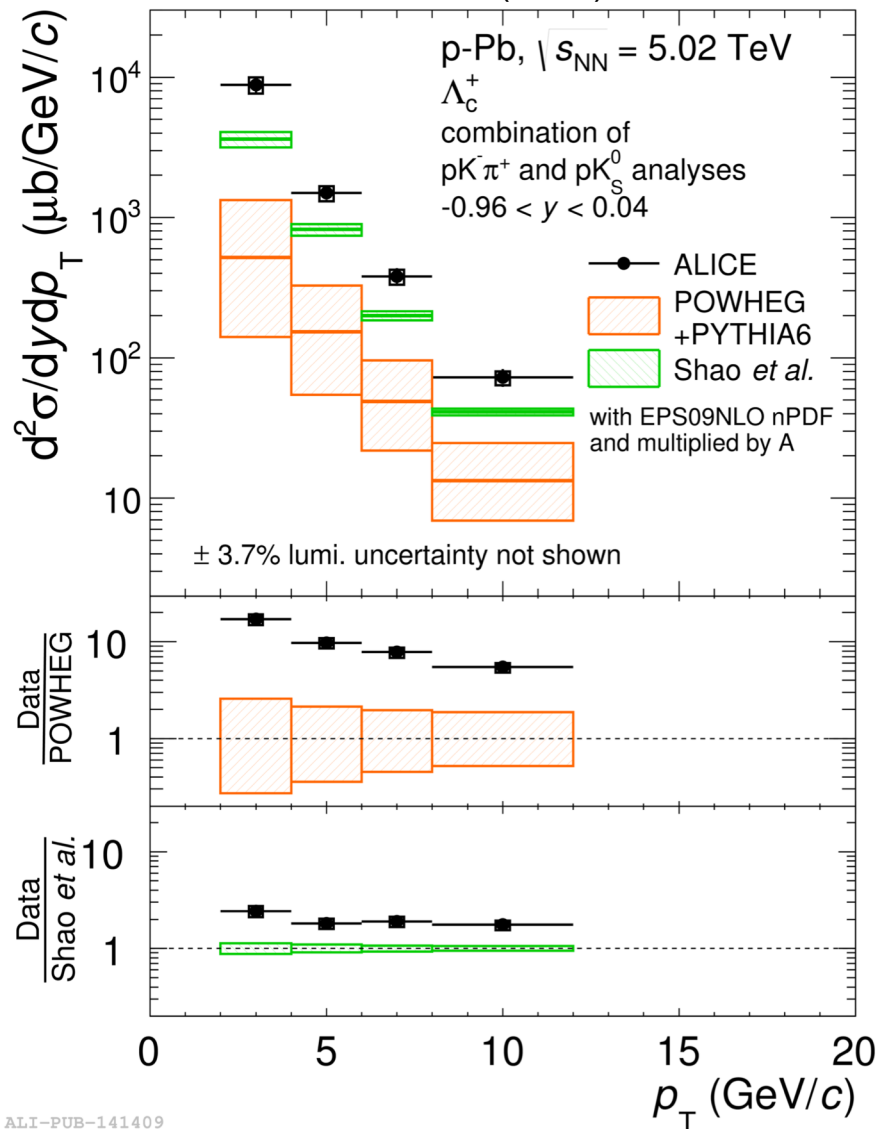 p-Pb, √sNN = 5.02 TeV
Λc+
combination of
pK-π+ and pK0S analyses
-0.96 < y < 0.04
ALICE
POWHEG
+PYTHIA6
Shao et al.
with EPS09NLO nPDF
and multiplied by A
± 3.7% lumi. uncertainty not shown
d2σ/dydpT (μb/GeV/c)
104
103
102
10
Data
POWHEG
10
1
Data
Shao et al.
10
1
0 5 10 15 20
pT (GeV/c)
ALI-PUB-141409